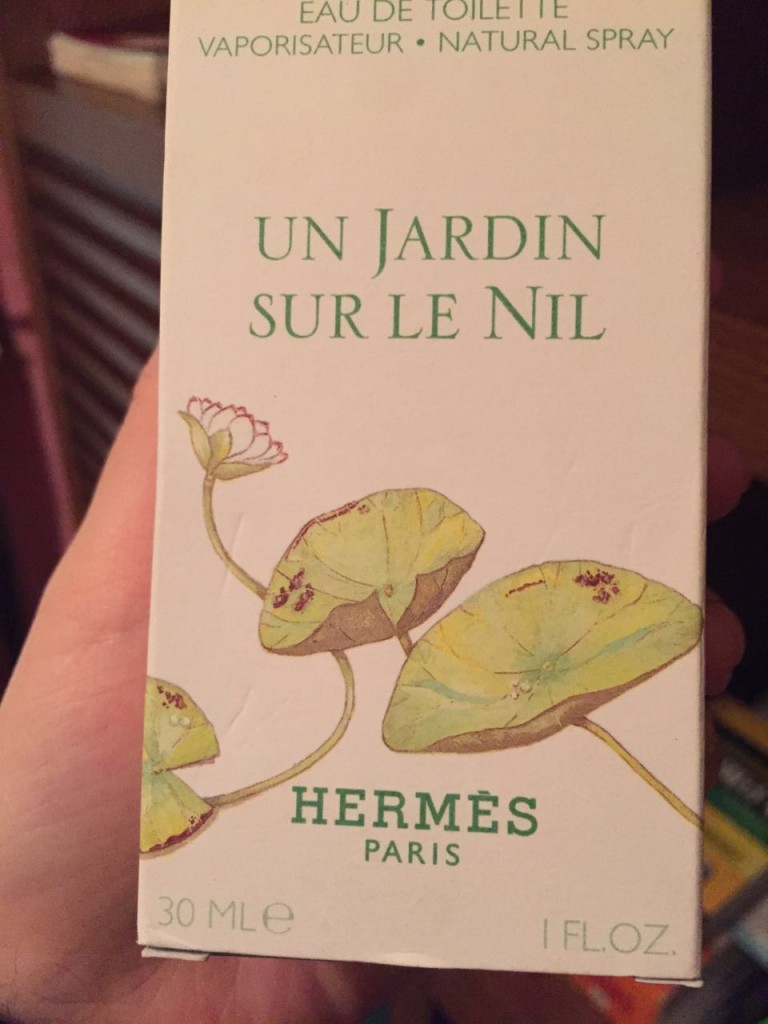 EAU DE TOILETTE
VAPORISATEUR • NATURAL SPRAY
UN JARDIN
SUR LE NIL
HERMÈS
PARIS
30 ML ℮
1 FL.OZ.